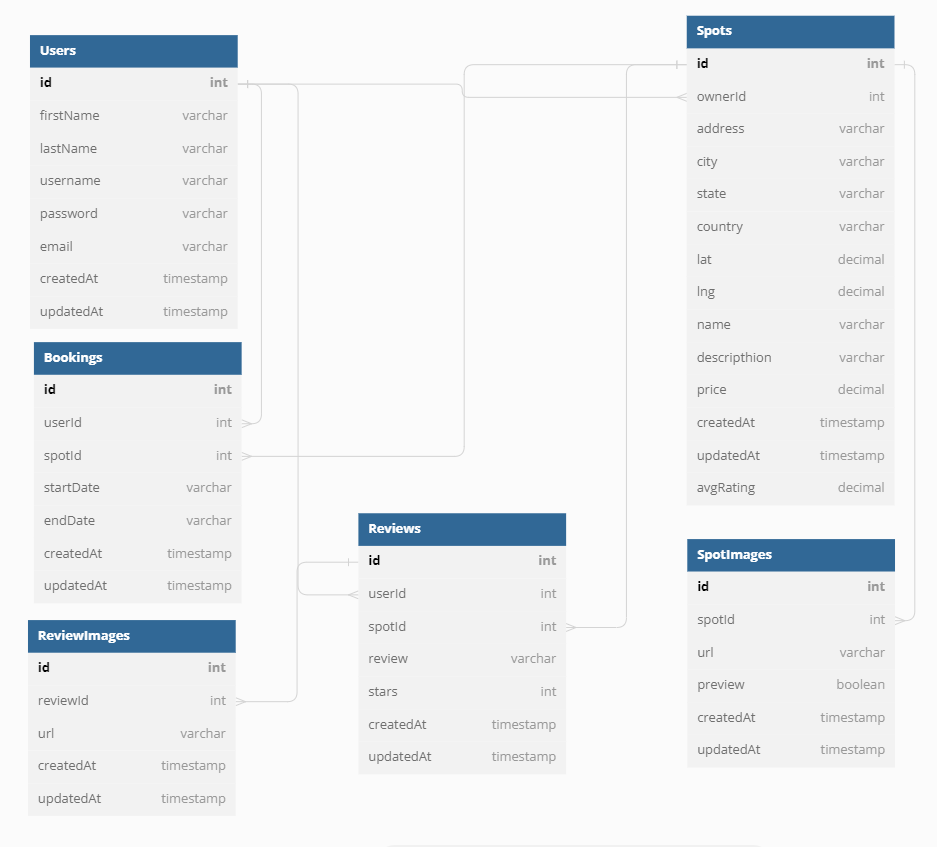 Users
id int
firstName varchar
lastName varchar
username varchar
password varchar
email varchar
createdAt timestamp
updatedAt timestamp
Bookings
id int
userId int
spotId int
startDate varchar
endDate varchar
createdAt timestamp
updatedAt timestamp
ReviewImages
id int
reviewId int
url varchar
createdAt timestamp
updatedAt timestamp
Reviews
id int
userId int
spotId int
review varchar
stars int
createdAt timestamp
updatedAt timestamp
Spots
id int
ownerId int
address varchar
city varchar
state varchar
country varchar
lat decimal
lng decimal
name varchar
descripthion varchar
price decimal
createdAt timestamp
updatedAt timestamp
avgRating decimal
SpotImages
id int
spotId int
url varchar
preview boolean
createdAt timestamp
updatedAt timestamp